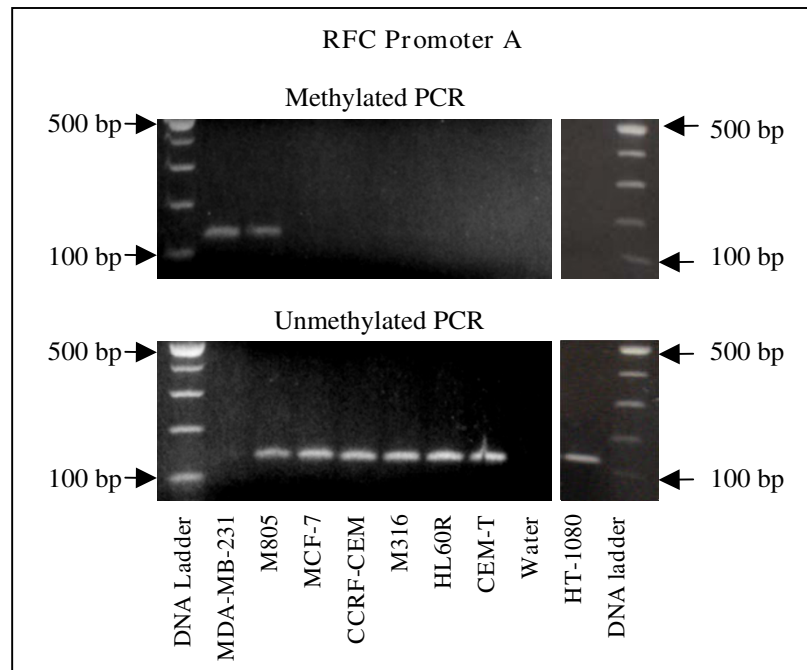 RFC Promoter A
Methylated PCR
500 bp
500 bp
100 bp
100 bp
Unmethylated PCR
500 bp
500 bp
100 bp
100 bp
DNA Ladder
MDA-MB-231
M805
MCF-7
CCRF-CEM
M316
HL60R
CEM-T
Water
HT-1080
DNA ladder